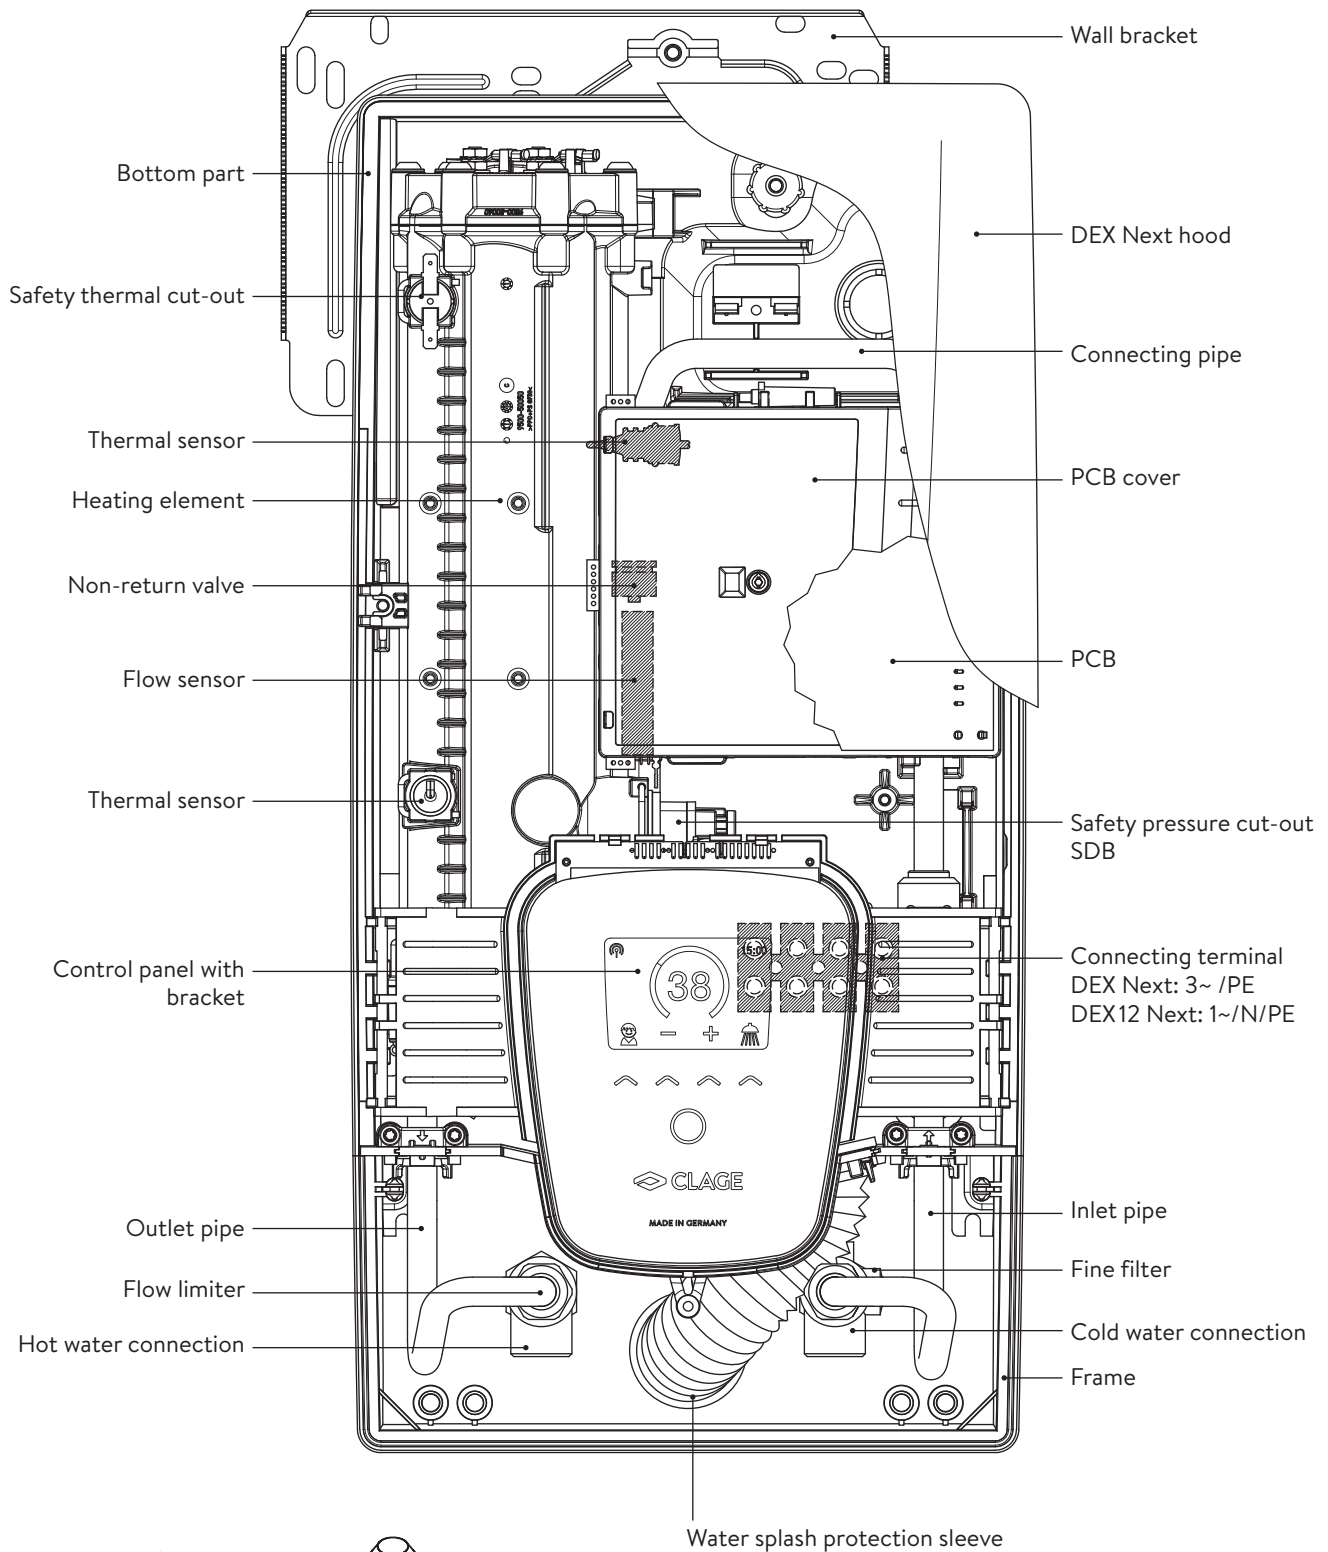 Wall bracket
Bottom part
DEX Next hood
Safety thermal cut-out
Connecting pipe
Thermal sensor
Heating element
PCB cover
Non-return valve
Flow sensor
PCB
Thermal sensor
Safety pressure cut-out
SDB
Control panel with
bracket
Connecting terminal
DEX Next: 3~ /PE
DEX12 Next: 1~/N/PE
15:00
38
CLAGE
MADE IN GERMANY
Outlet pipe
Inlet pipe
Flow limiter
Fine filter
Hot water connection
Cold water connection
Frame
Water splash protection sleeve